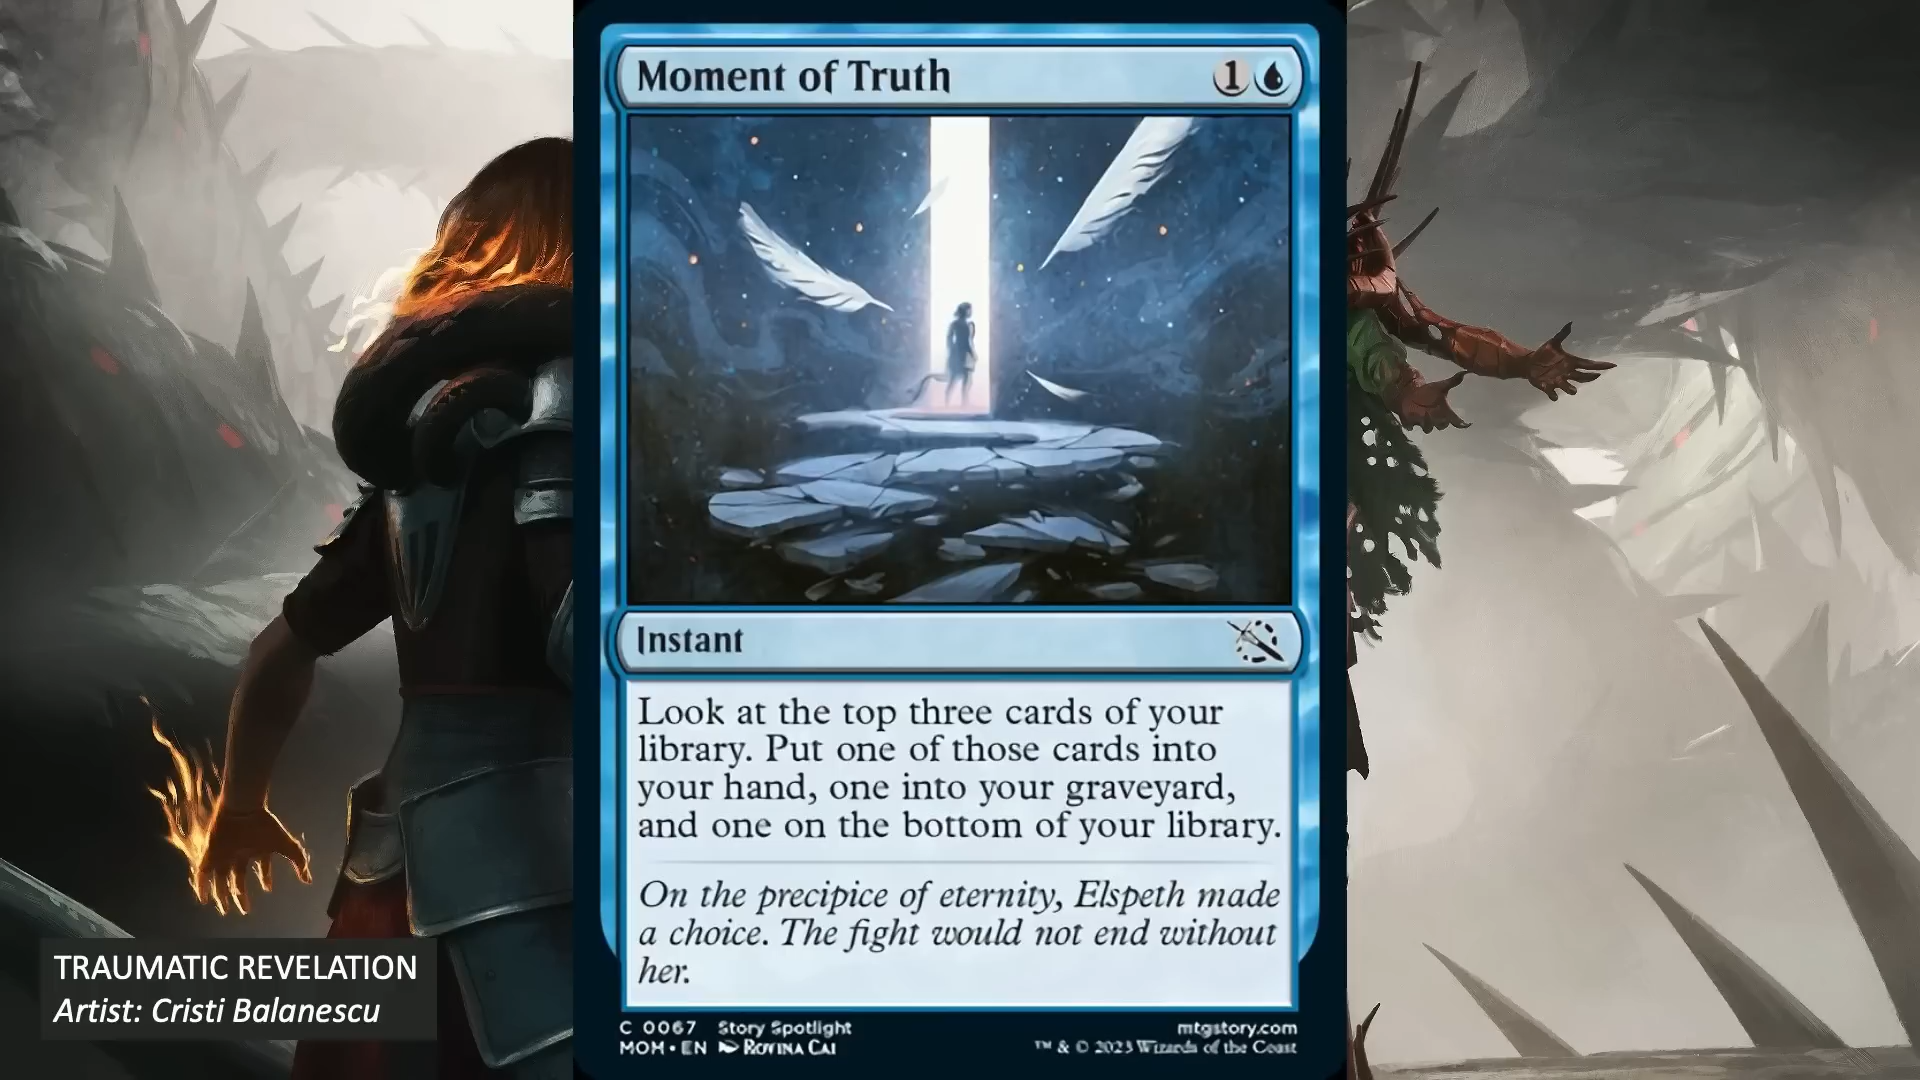 Moment of Truth
1
Instant
Look at the top three cards of your
library. Put one of those cards into
your hand, one into your graveyard,
and one on the bottom of your library.
On the precipice of eternity, Elspeth made
a choice. The fight would not end without
her.
C 0067 Story Spotlight
mtgstory.com
MOM • EN ROVINA CAI
™ & © 2023 Wizards of the Coast
TRAUMATIC REVELATION
Artist: Cristi Balanescu